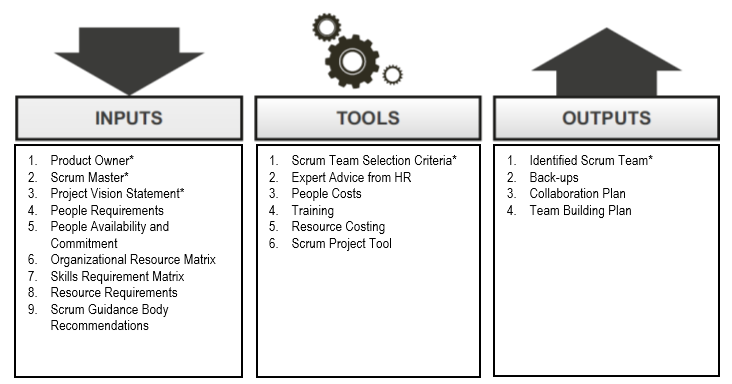 INPUTS
1. Product Owner*
2. Scrum Master*
3. Project Vision Statement*
4. People Requirements
5. People Availability and
Commitment
6. Organizational Resource Matrix
7. Skills Requirement Matrix
8. Resource Requirements
9. Scrum Guidance Body
Recommendations
TOOLS
1. Scrum Team Selection Criteria*
2. Expert Advice from HR
3. People Costs
4. Training
5. Resource Costing
6. Scrum Project Tool
OUTPUTS
1. Identified Scrum Team*
2. Back-ups
3. Collaboration Plan
4. Team Building Plan